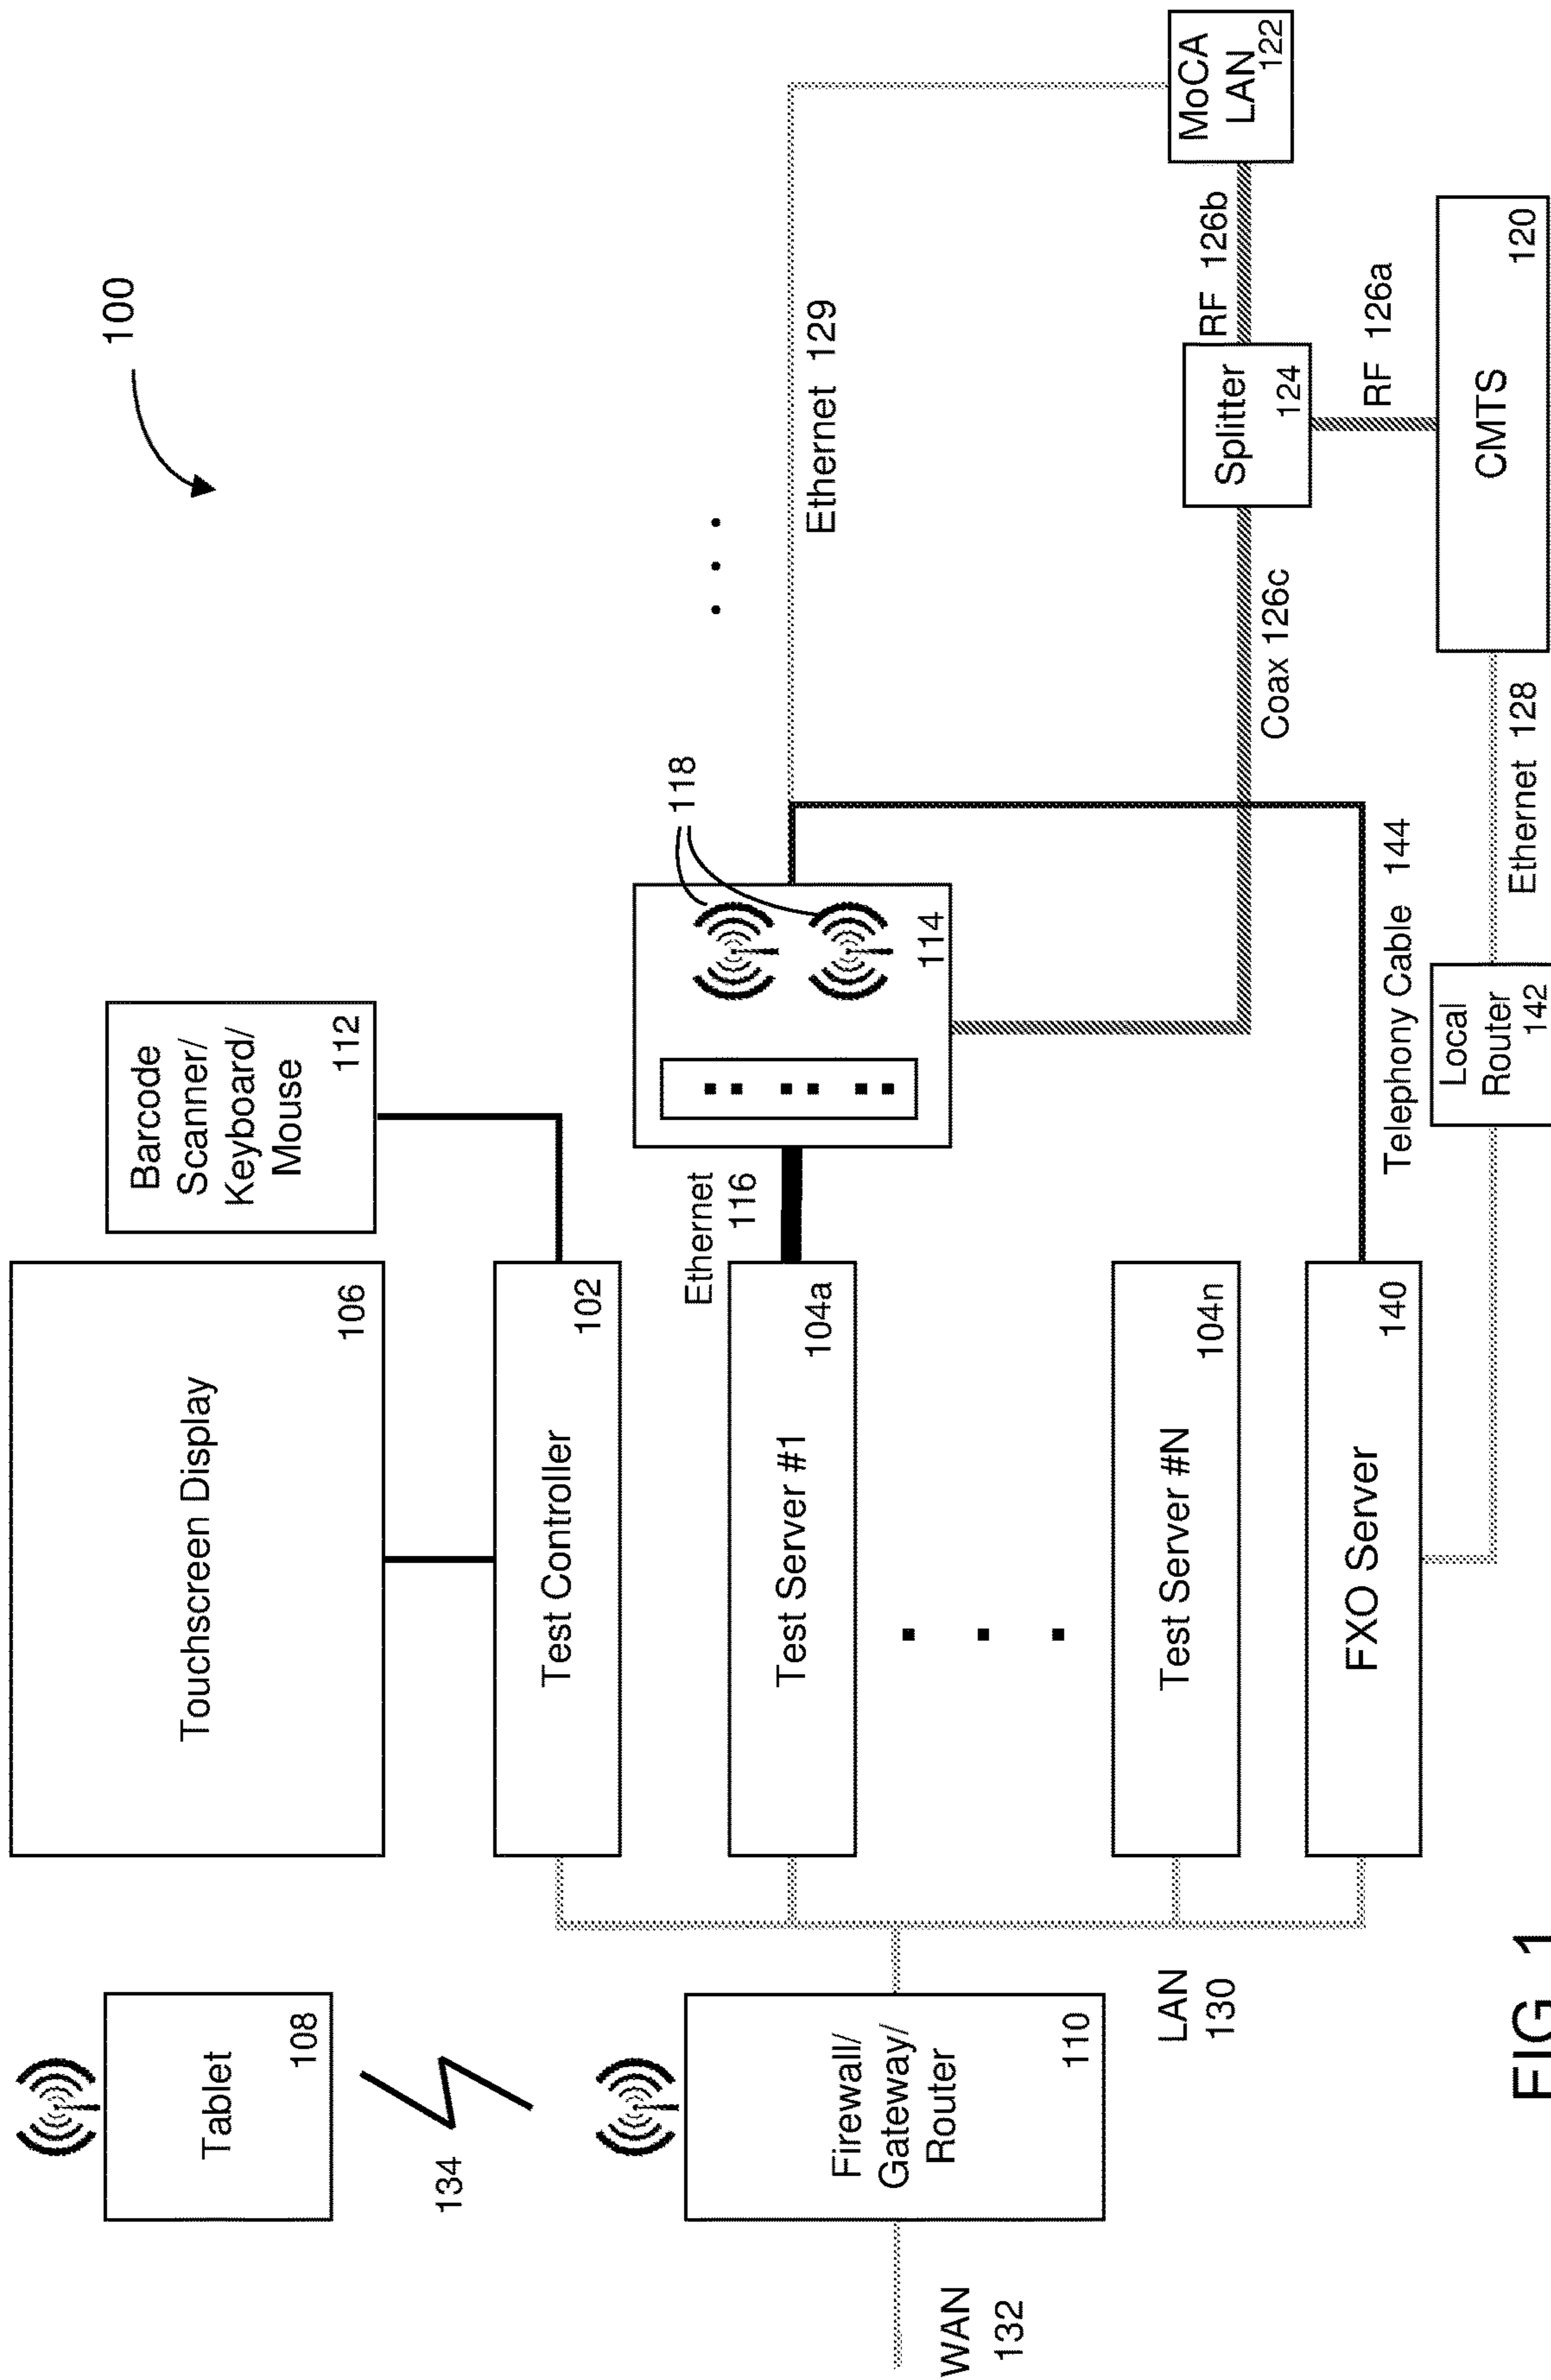 100
Tablet
108
134
Firewall/
Gateway/
Router
110
WAN
132
LAN
130
Touchscreen Display
106
Barcode
Scanner/
Keyboard/
Mouse
112
Test Controller
102
Ethernet
116
Test Server #1
104a
Test Server #N
104n
FXO Server
140
118
114
Ethernet 129
MoCA
LAN
122
RF 126b
Splitter
124
RF 126a
Coax 126c
CMTS
120
Ethernet 128
Telephony Cable 144
Local
Router
142
FIG. 1